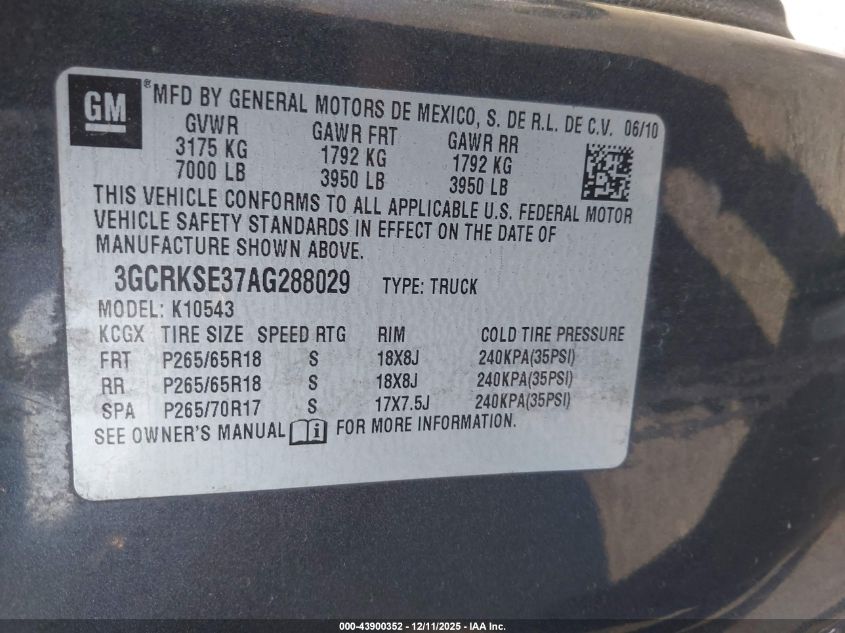 GM ® MFD BY GENERAL MOTORS DE MEXICO, S. DE R.L. DE C.V. 06/10
GVWR GAWR FRT GAWR RR
3175 KG 1792 KG 1792 KG
7000 LB 3950 LB 3950 LB
THIS VEHICLE CONFORMS TO ALL APPLICABLE U.S. FEDERAL MOTOR
VEHICLE SAFETY STANDARDS IN EFFECT ON THE DATE OF
MANUFACTURE SHOWN ABOVE.
3GCRKSE37AG288029 TYPE: TRUCK
MODEL: K10543
KCGX TIRE SIZE SPEED RTG RIM COLD TIRE PRESSURE
FRT P265/65R18 S 18X8J 240KPA(35PSI)
RR P265/65R18 S 18X8J 240KPA(35PSI)
SPA P265/70R17 S 17X7.5J 240KPA(35PSI)
SEE OWNER'S MANUAL i FOR MORE INFORMATION.
000-43900352 - 12/11/2025 - IAA Inc.